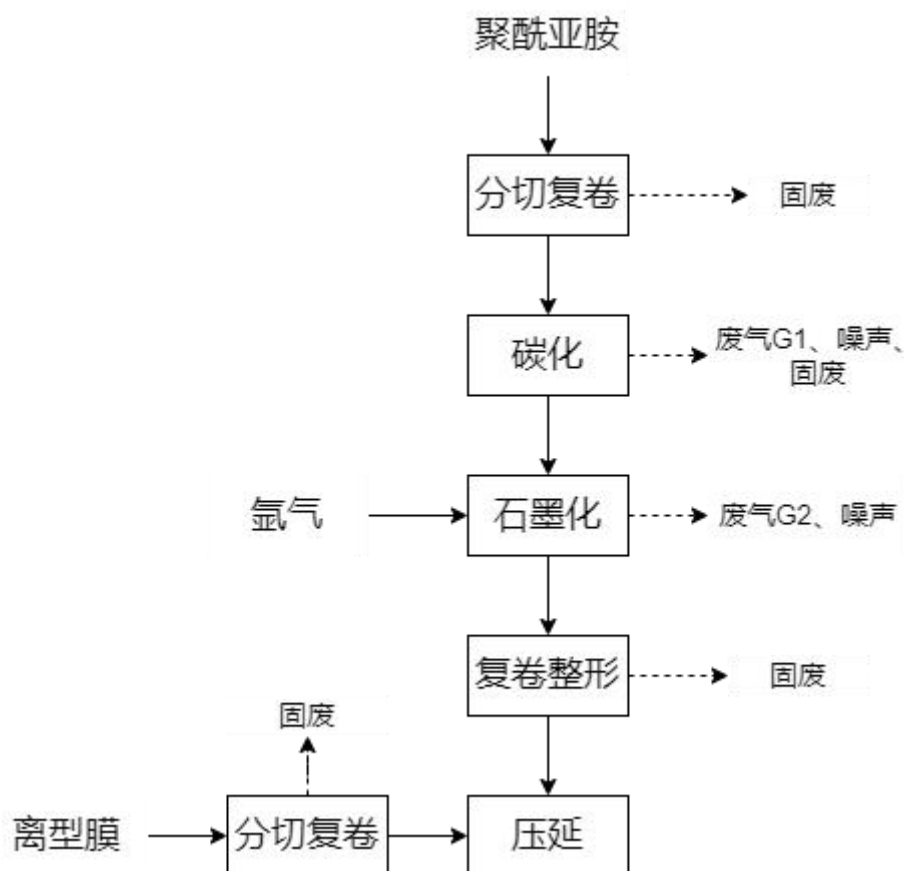 聚酰亚胺
分切复卷
固废
碳化
废气G1、噪声、
固废
氩气
石墨化
废气G2、噪声
复卷整形
固废
固废
离型膜
分切复卷
压延